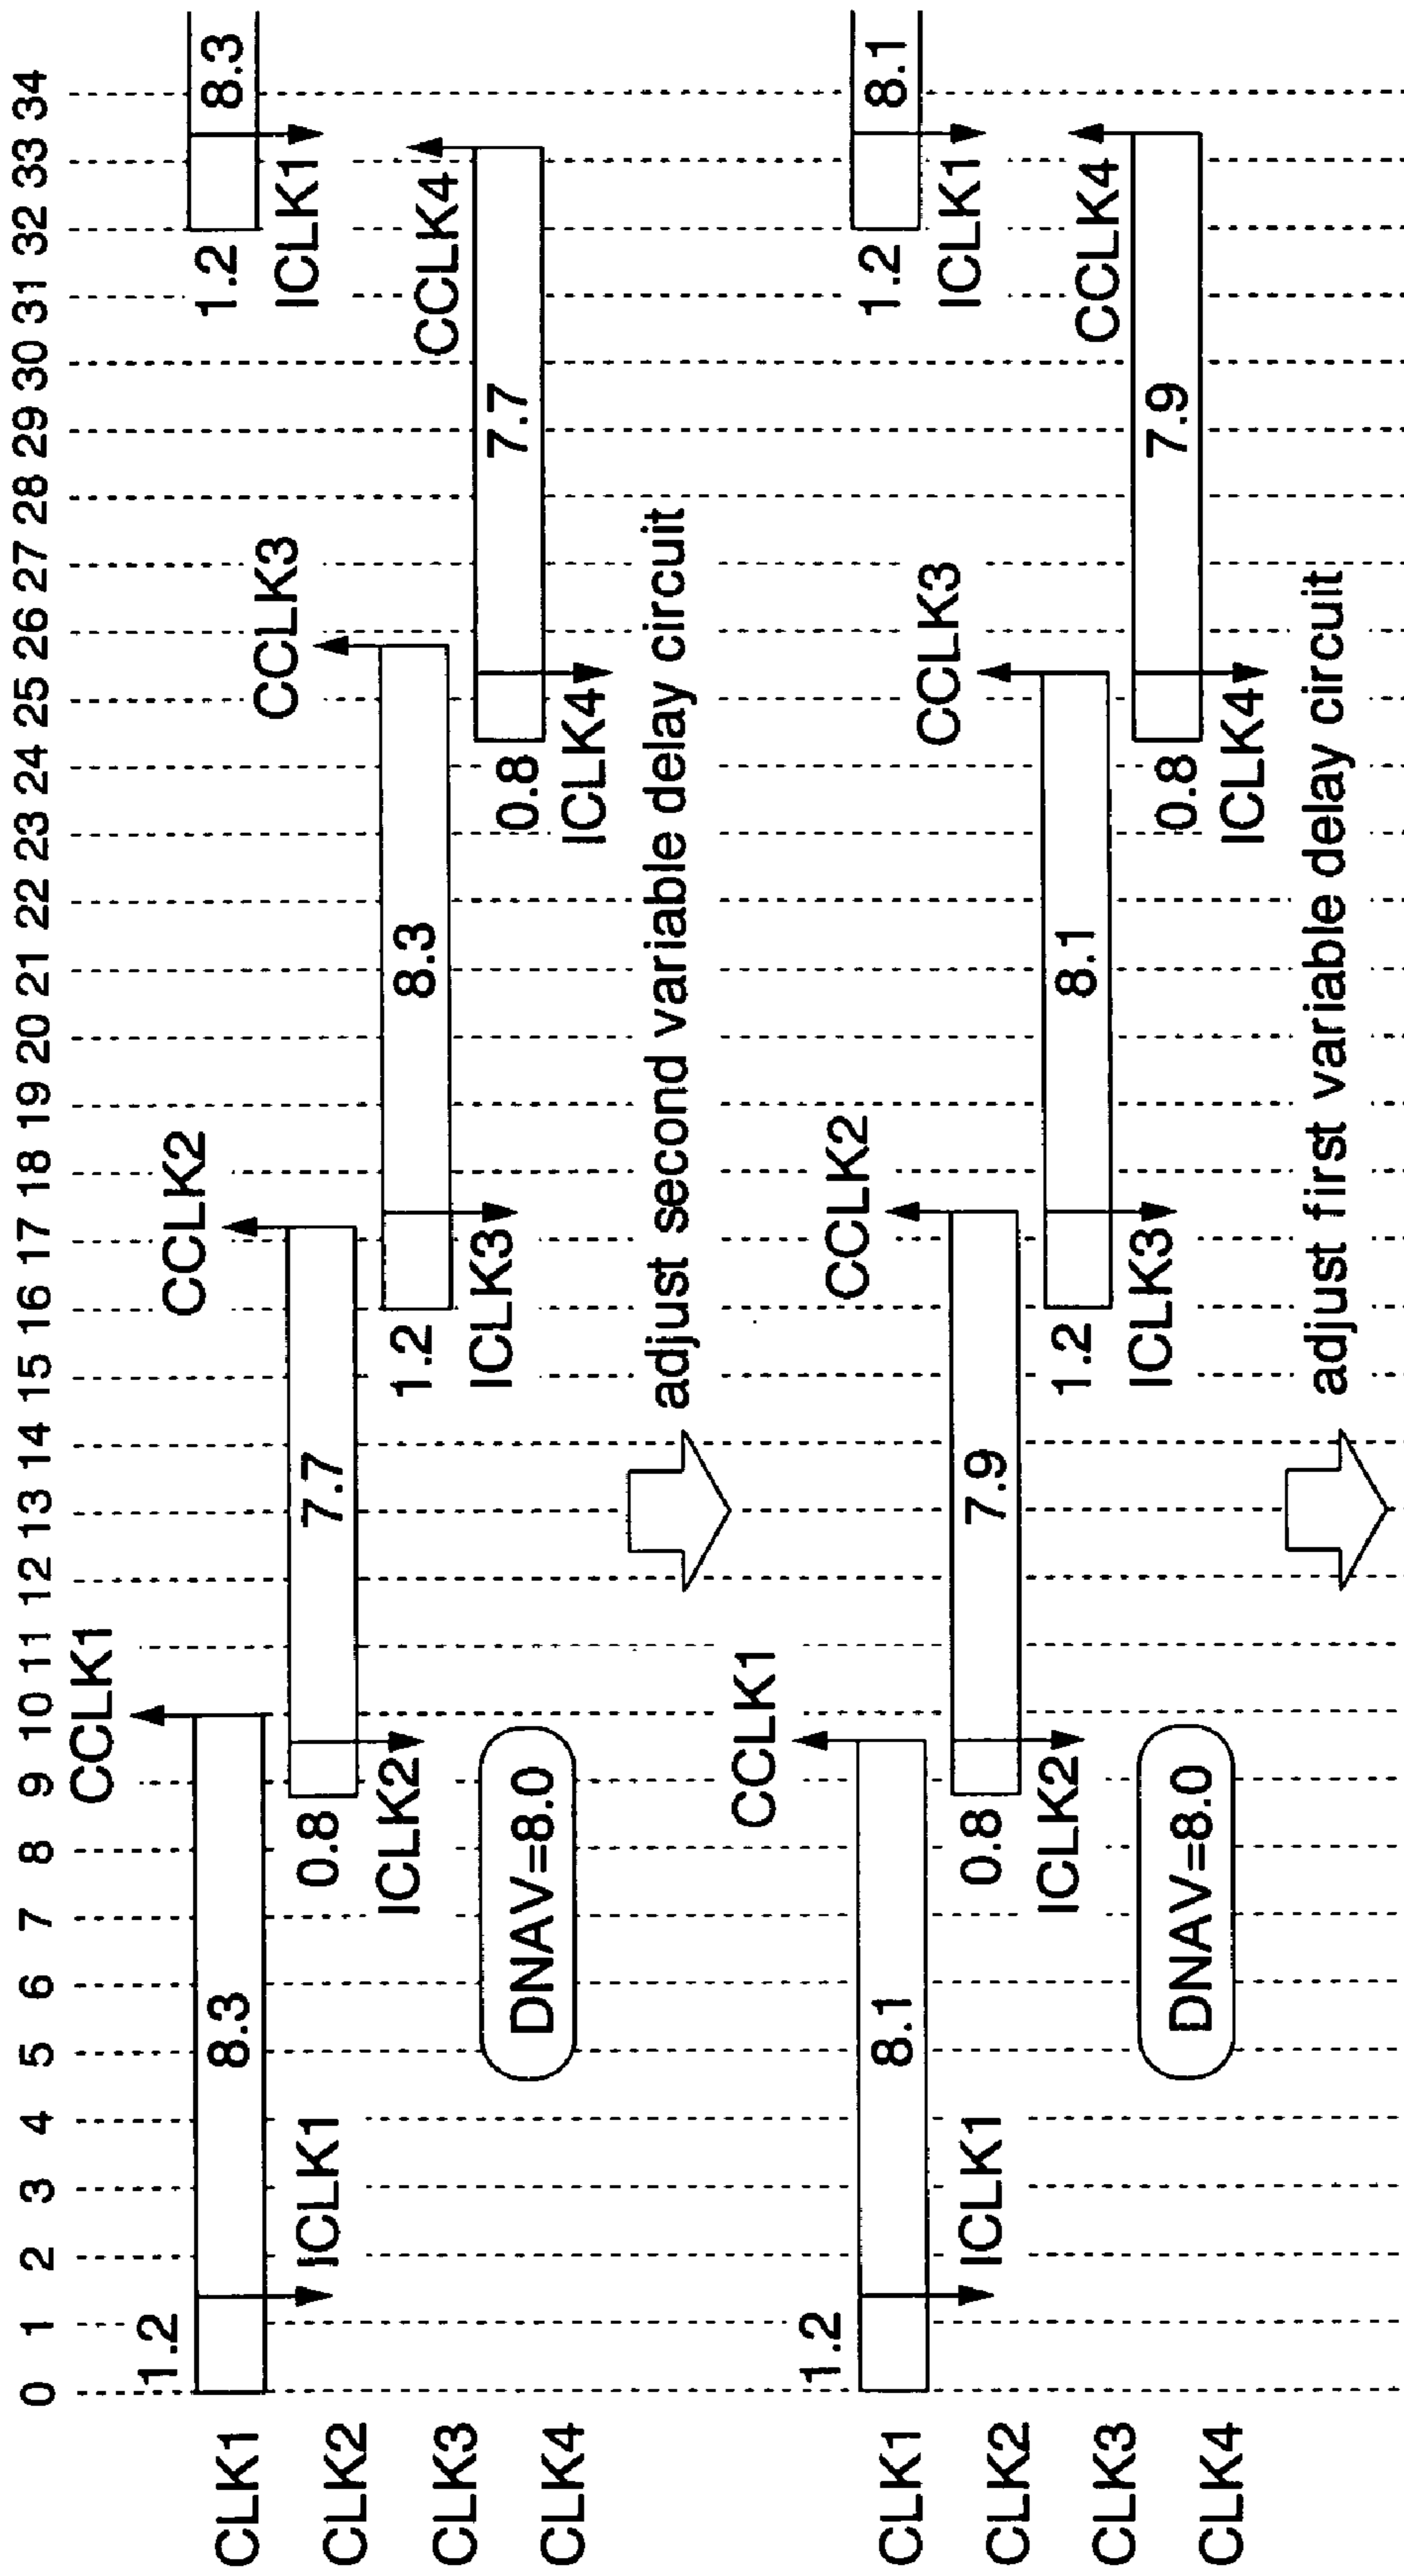 0 1 2 3 4 5 6 7 8 9 10 11 12 13 14 15 16 17 18 19 20 21 22 23 24 25 26 27 28 29 30 31 32 33 34
CCLK1
CLK1 1.2 8.3 CCLK2 1.2 8.3
ICLK1 CCLK3 ICLK1
CLK2 0.8 7.7
ICLK2 CCLK4
CLK3 1.2 8.3
ICLK3
CLK4 DNAV=8.0 0.8 7.7
ICLK4
adjust second variable delay circuit
CCLK1
CLK1 1.2 8.1 CCLK2 1.2 8.1
ICLK1 CCLK3 ICLK1
CLK2 0.8 7.9
ICLK2 CCLK4
CLK3 1.2 8.1
ICLK3
CLK4 DNAV=8.0 0.8 7.9
ICLK4
adjust first variable delay circuit